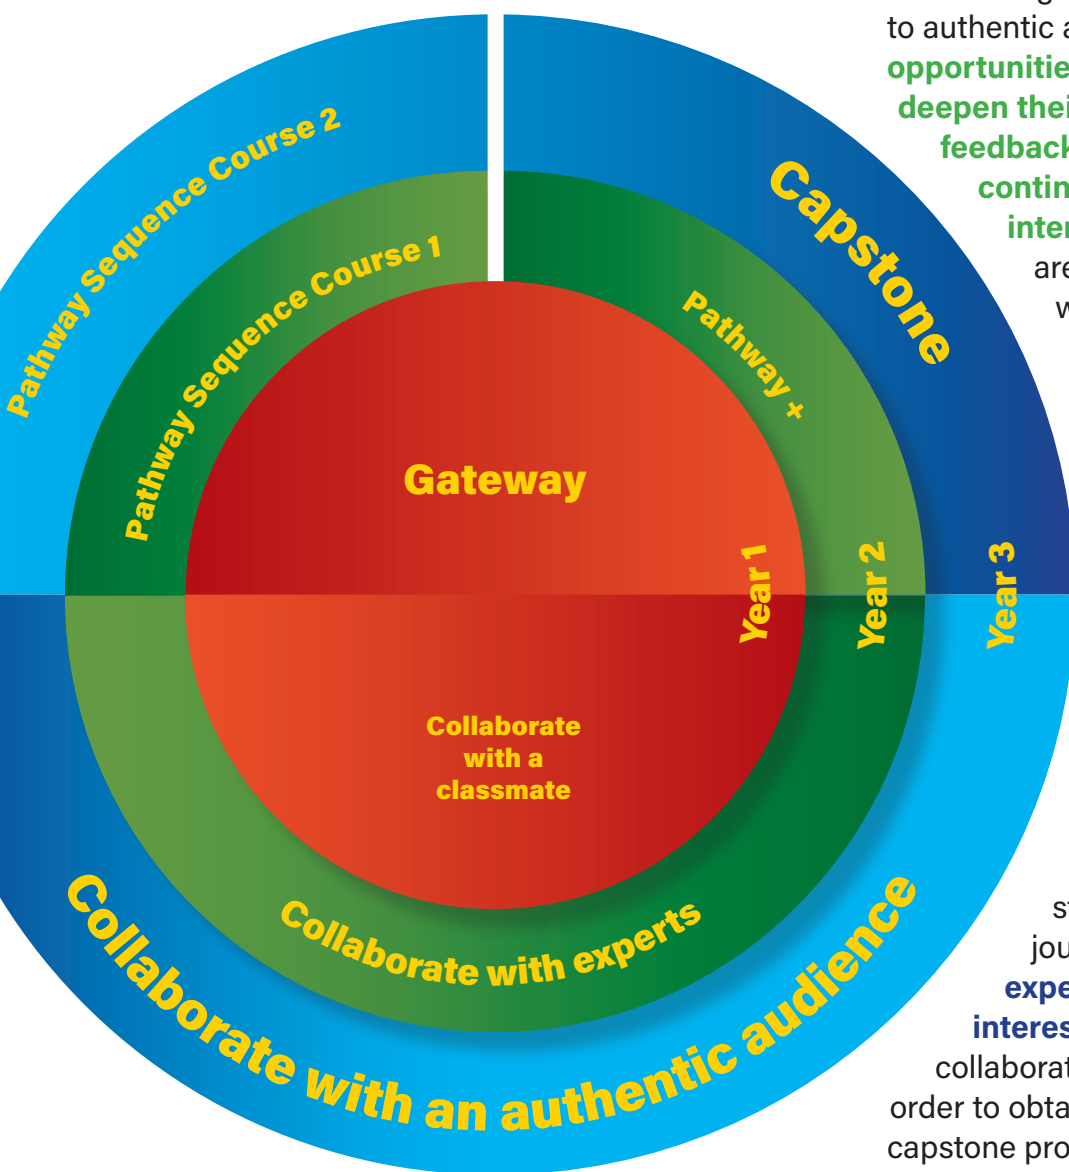 to authentic
opportunitie
deepen thei
feedback
contin
inter
are
w
Pathway Sequence Course 2
Pathway Sequence Course 1
Capstone
Pathway +
Gateway
Year 1
Year 2
Year 3
Collaborate
with a
classmate
Collaborate with experts
Collaborate with an authentic audience
st
jou
expe
interes
collaborat
order to obta
capstone pro